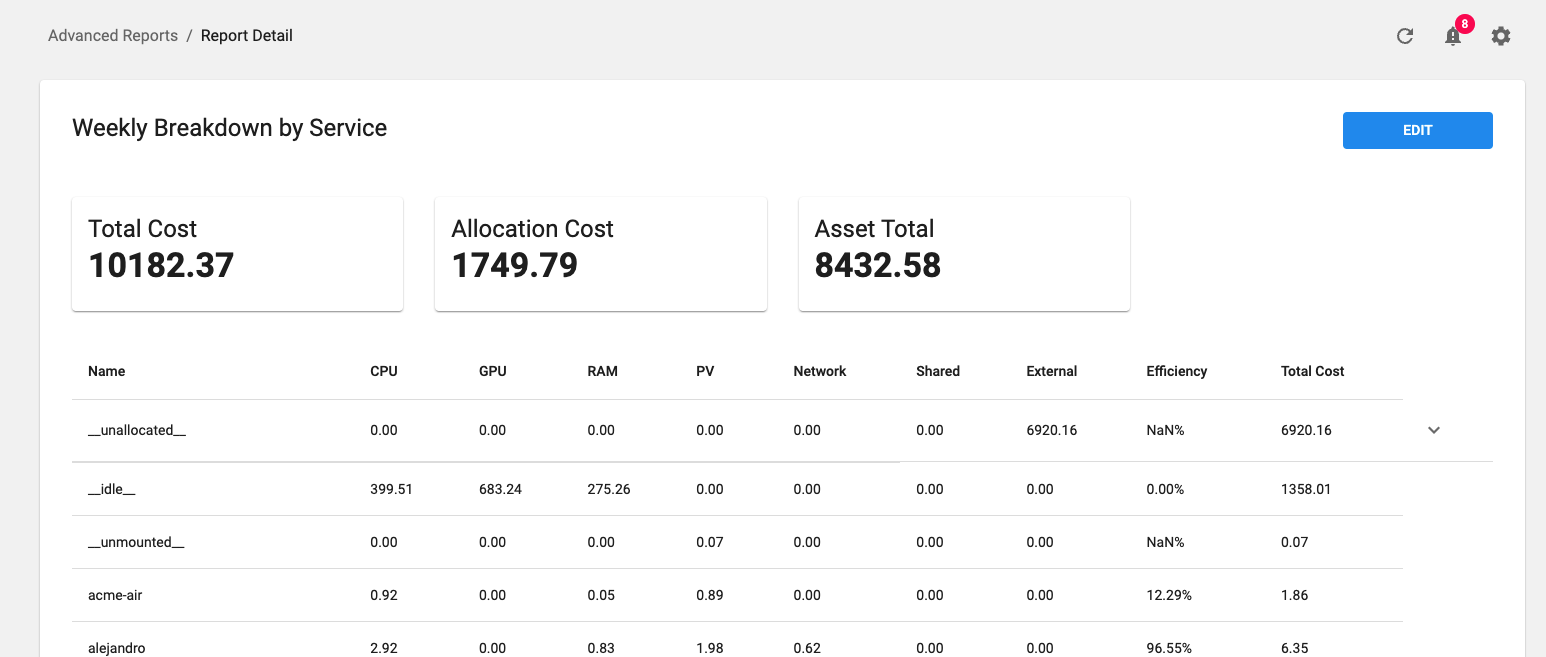 Advanced Reports / Report Detail
8
Weekly Breakdown by Service
EDIT
Total Cost
10182.37
Allocation Cost
1749.79
Asset Total
8432.58
Name CPU GPU RAM PV Network Shared External Efficiency Total Cost
__unallocated__ 0.00 0.00 0.00 0.00 0.00 0.00 6920.16 NaN% 6920.16
__idle__ 399.51 683.24 275.26 0.00 0.00 0.00 0.00 0.00% 1358.01
__unmounted__ 0.00 0.00 0.00 0.07 0.00 0.00 0.00 NaN% 0.07
acme-air 0.92 0.00 0.05 0.89 0.00 0.00 0.00 12.29% 1.86
alejandro 2.92 0.00 0.83 1.98 0.62 0.00 0.00 96.55% 6.35